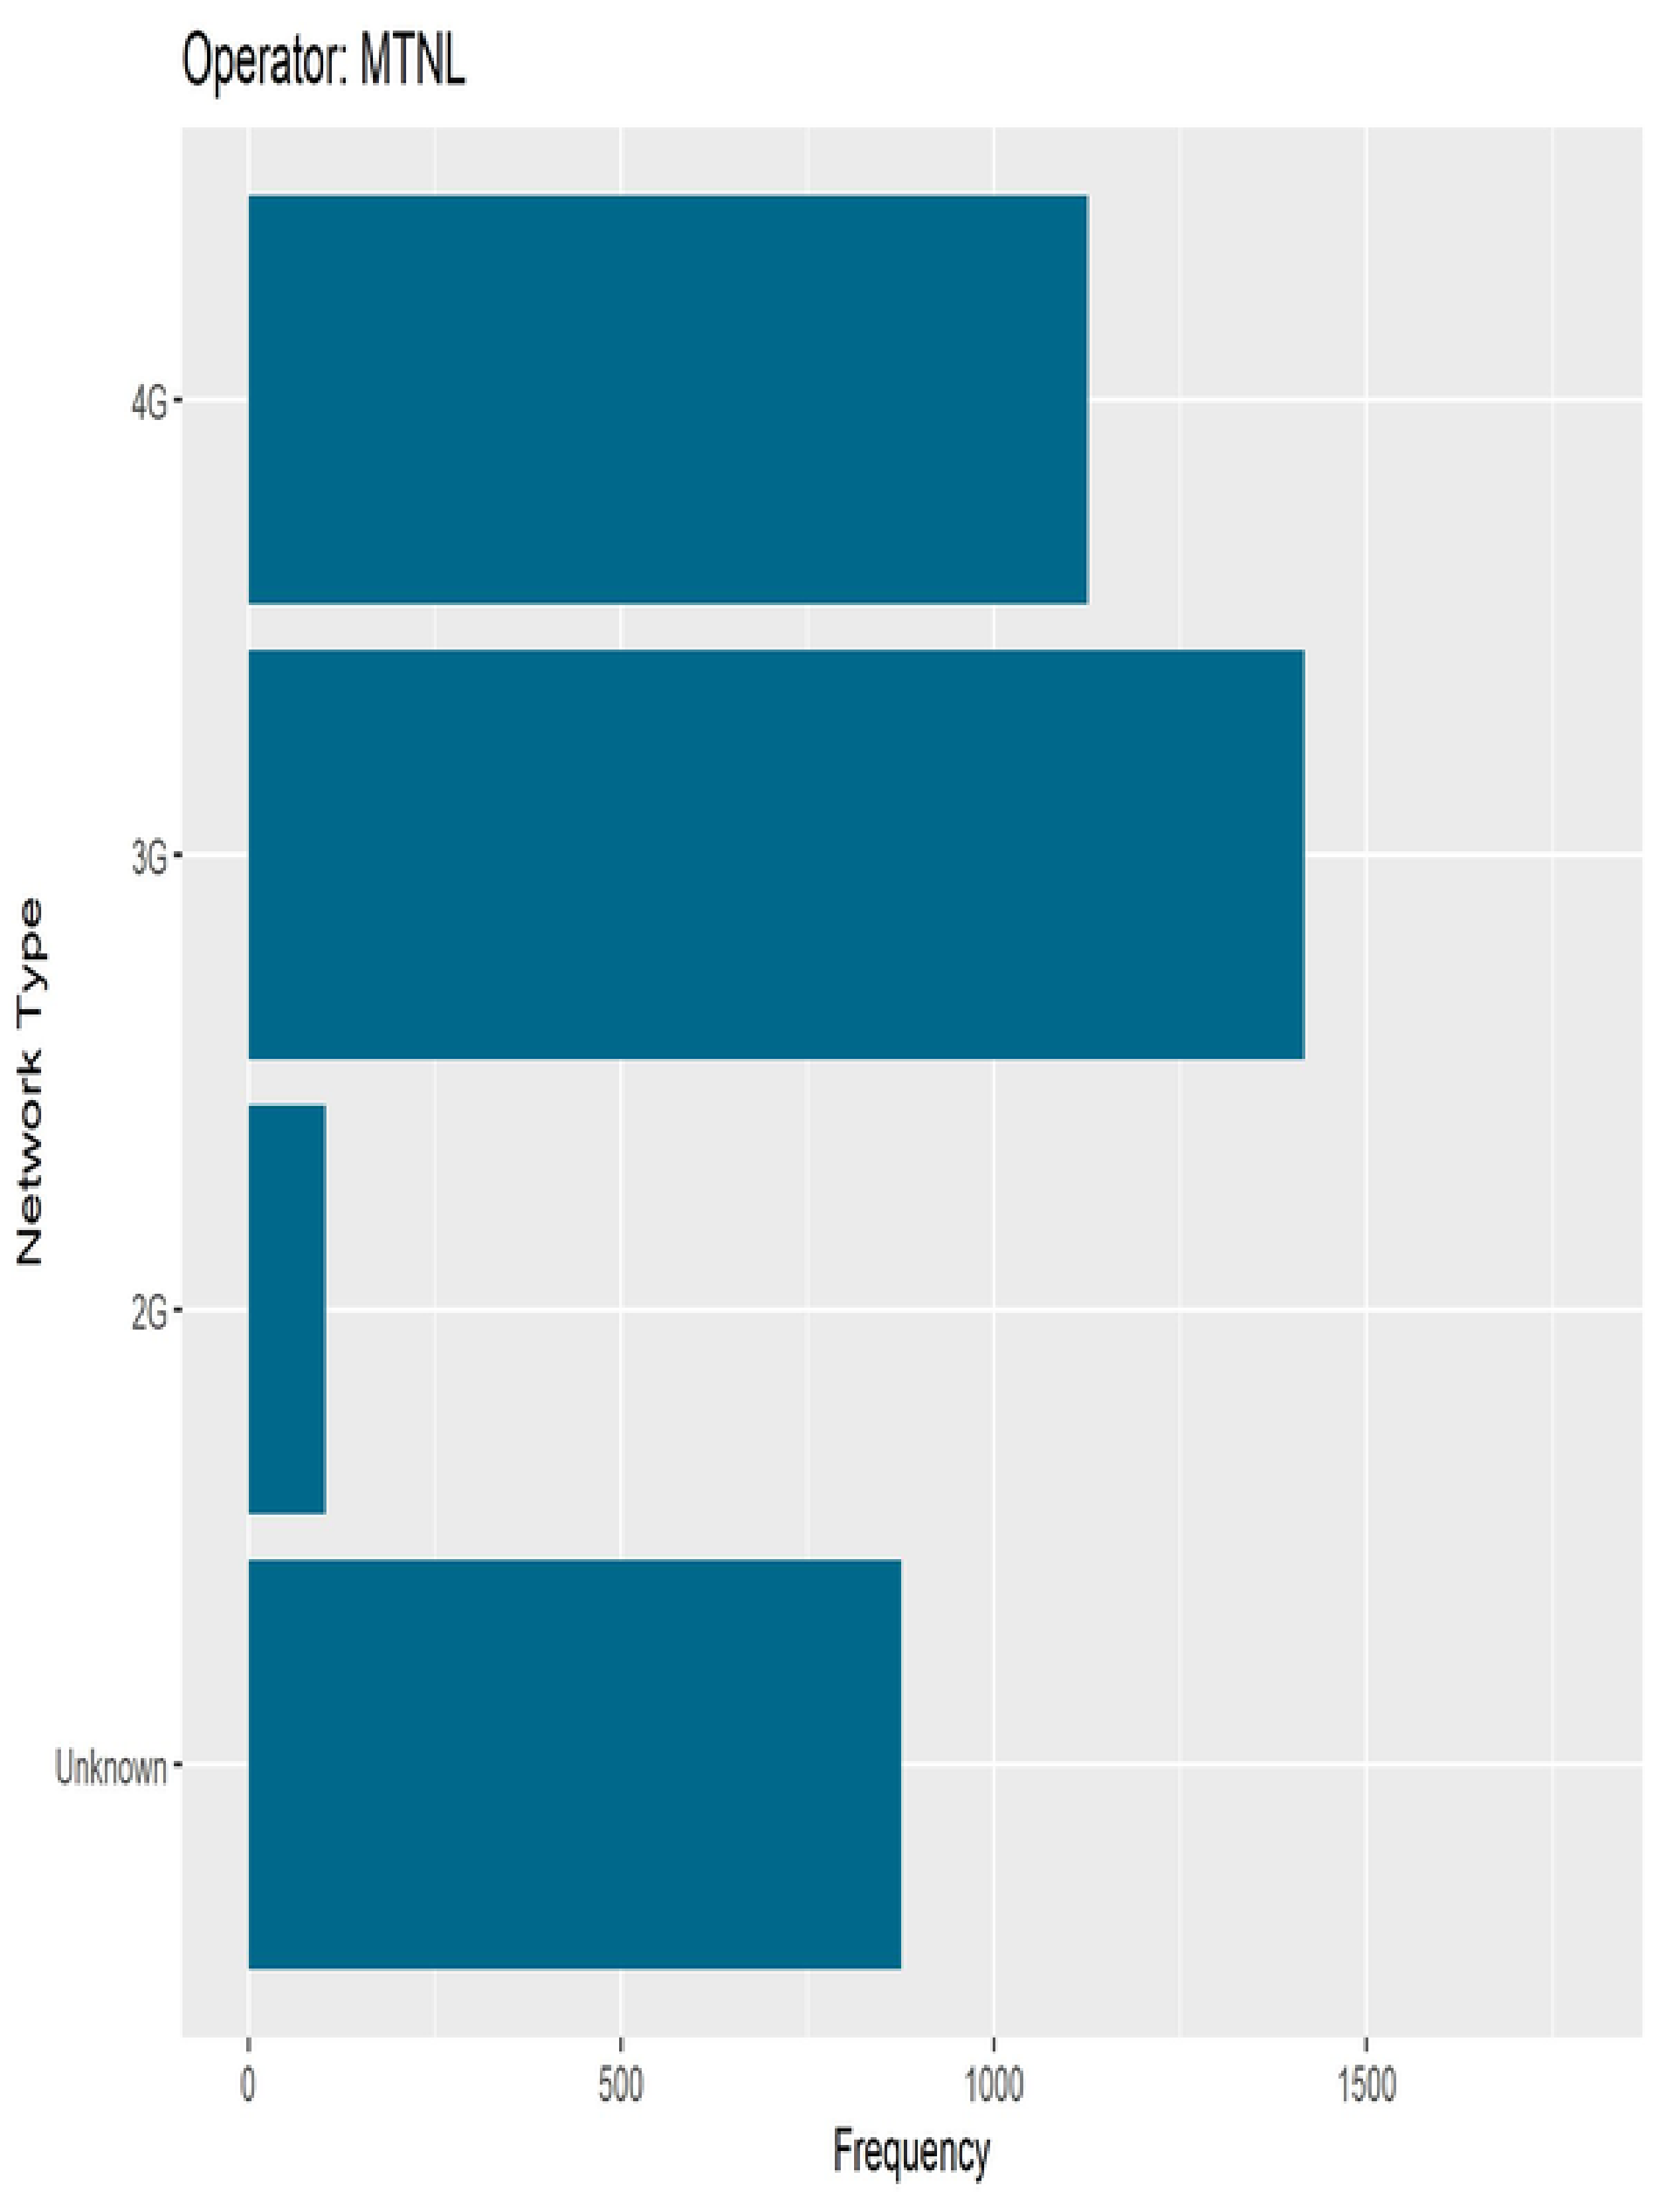 Operator: MTNL
4G
3G
Network Type
2G
Unknown
0 500 1000 1500
Frequency